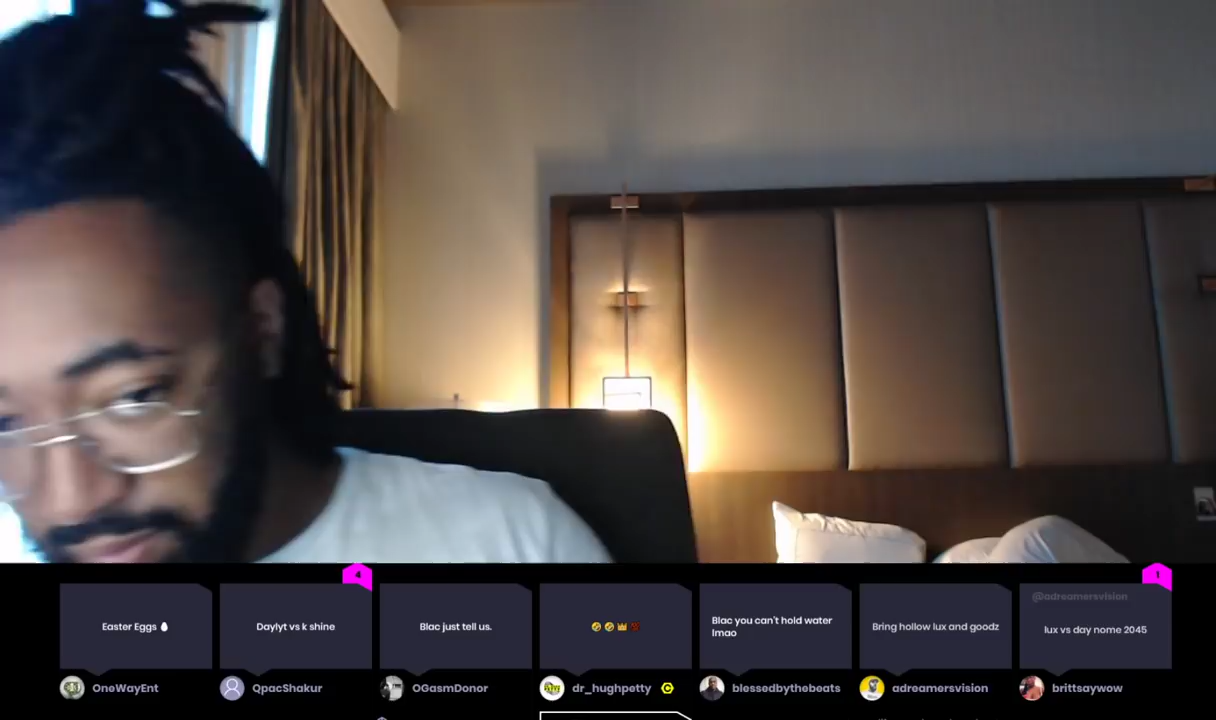 4
1
Easter Eggs
Daylyt vs k shine
Blac just tell us.
Blac you can't hold water
lmao
Bring hollow lux and goodz
@adreamersvision
lux vs day nome 2045
OneWayEnt
QpacShakur
OGasmDonor
dr_hughpetty
blessedbythebeats
adreamersvision
brittsaywow